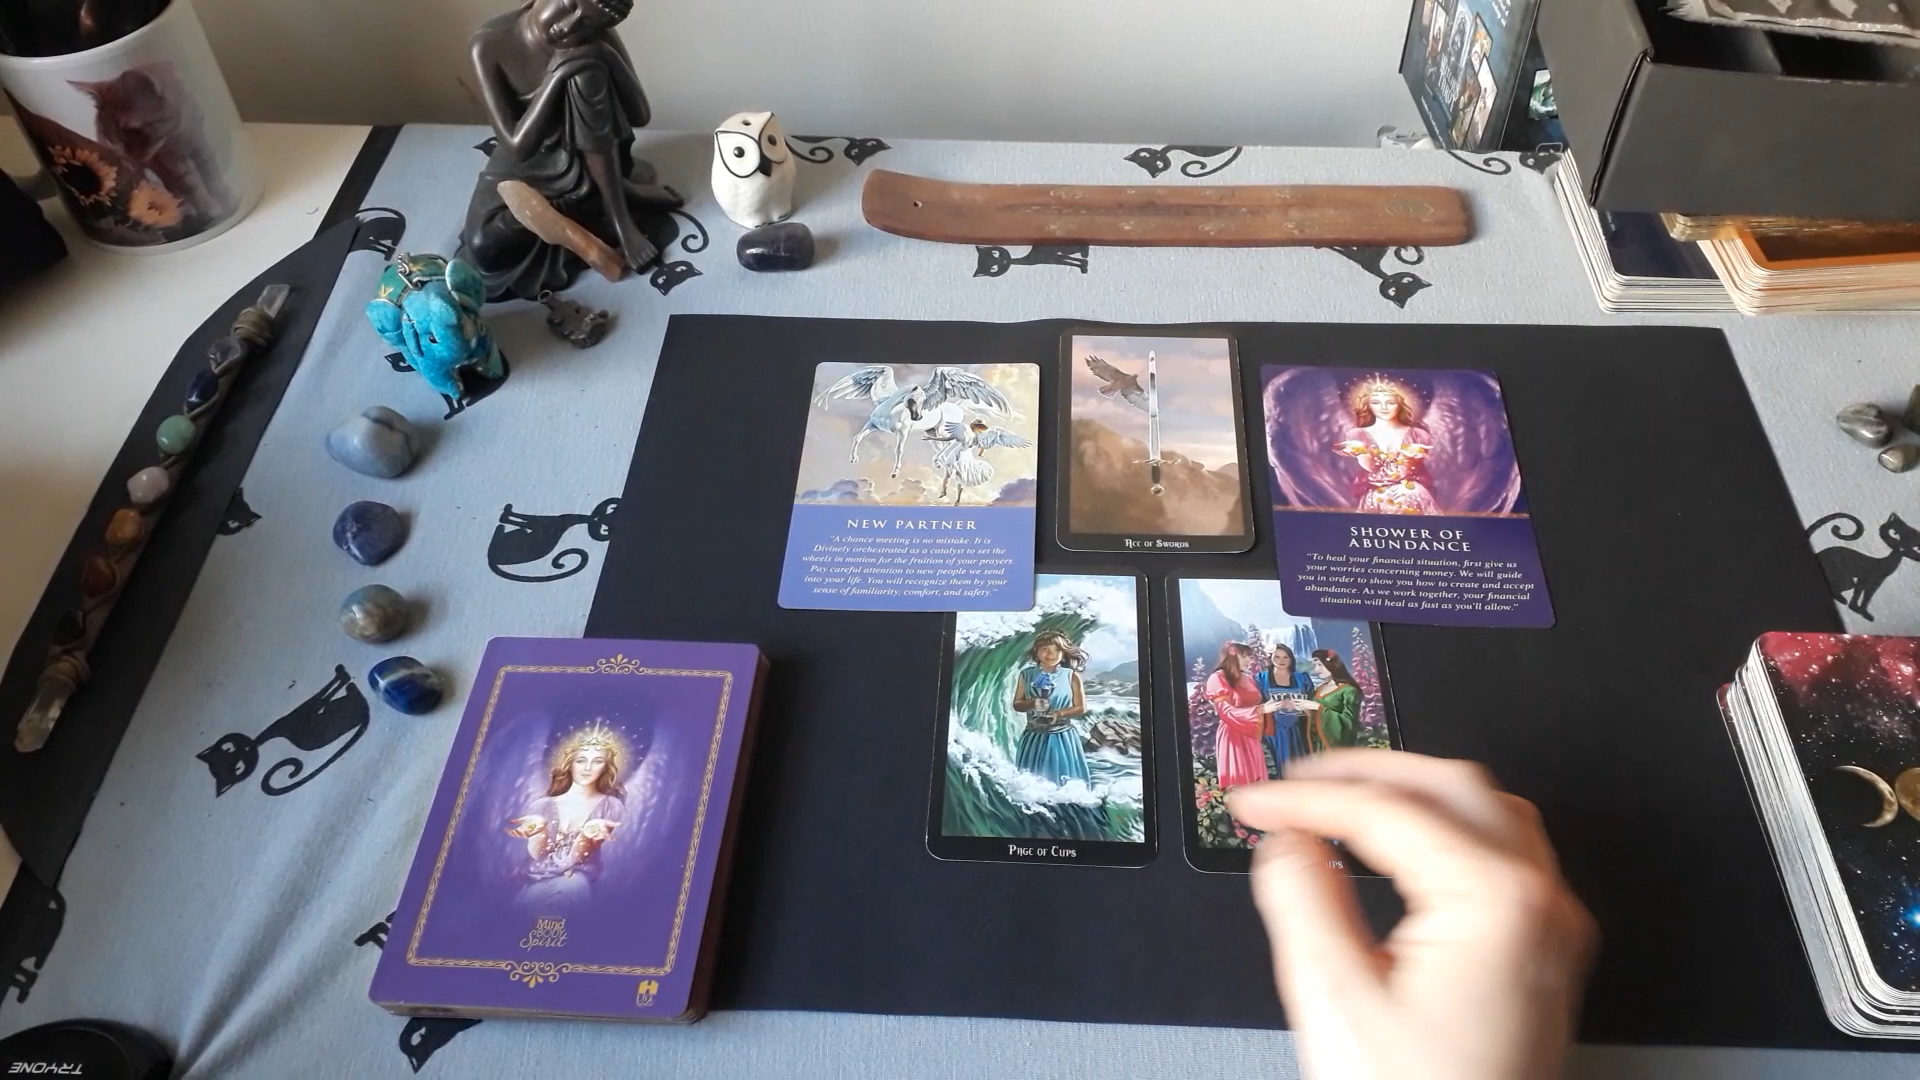 NEW PARTNER
"A chance meeting is no mistake. It is
Divinely orchestrated as a catalyst to set the
wheels in motion for the fruition of your prayers.
Pay careful attention to new people we send
into your life. You will recognize them by your
sense of familiarity, comfort, and safety."
Ace of Swords
SHOWER OF
ABUNDANCE
"To heal your financial situation, first give us
your worries concerning money. We will guide
you in order to show you how to create and accept
abundance. As we work together, your financial
situation will heal as fast as you'll allow."
Page of Cups
Mind
BODY
Spirit
TRYONE